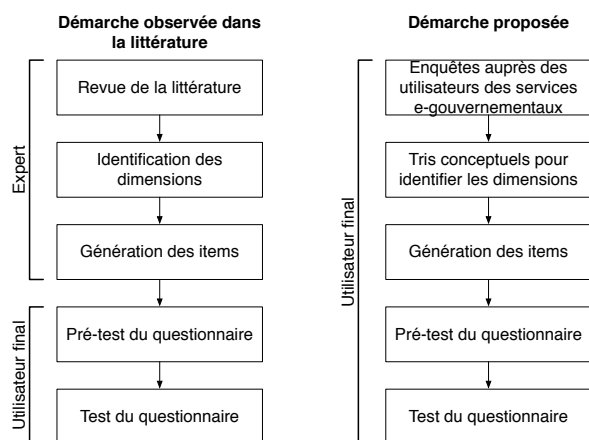 Démarche observée dans
la littérature
Expert
Revue de la littérature
Identification des
dimensions
Génération des items
Utilisateur final
Pré-test du questionnaire
Test du questionnaire
Démarche proposée
Utilisateur final
Enquêtes auprès des
utilisateurs des services
e-gouvernementaux
Tris conceptuels pour
identifier les dimensions
Génération des items
Pré-test du questionnaire
Test du questionnaire